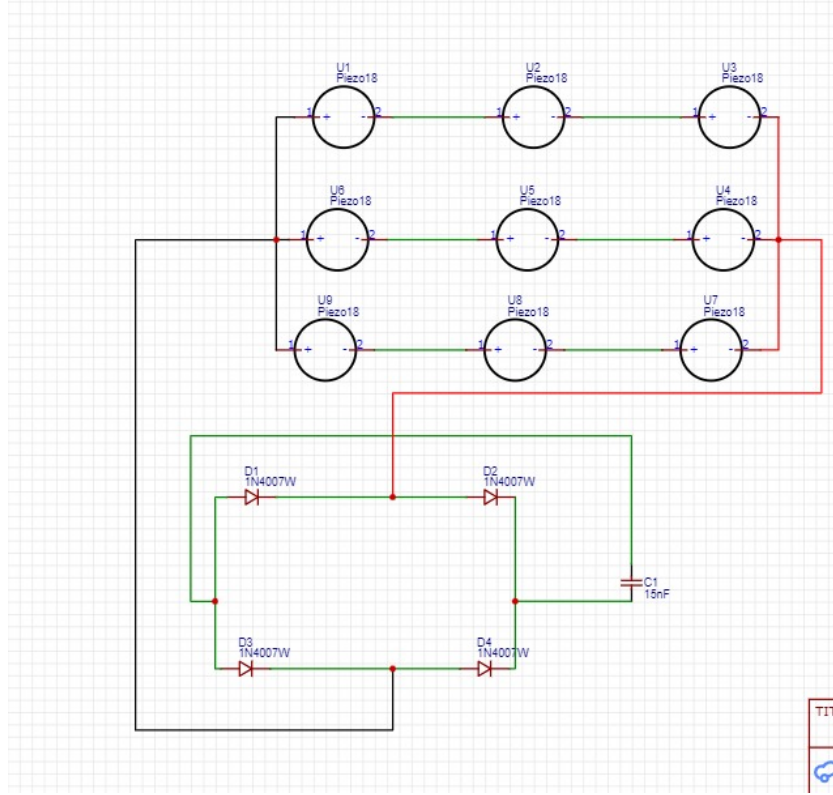 U1
Piezo18
U2
Piezo18
U3
Piezo18
1 + - 2
1 + - 2
1 + - 2
U6
Piezo18
U5
Piezo18
U4
Piezo18
1 + - 2
1 + - 2
1 + - 2
U9
Piezo18
U8
Piezo18
U7
Piezo18
1 + - 2
1 + - 2
1 + - 2
D1
1N4007W
D2
1N4007W
C1
15nF
D3
1N4007W
D4
1N4007W
TIT